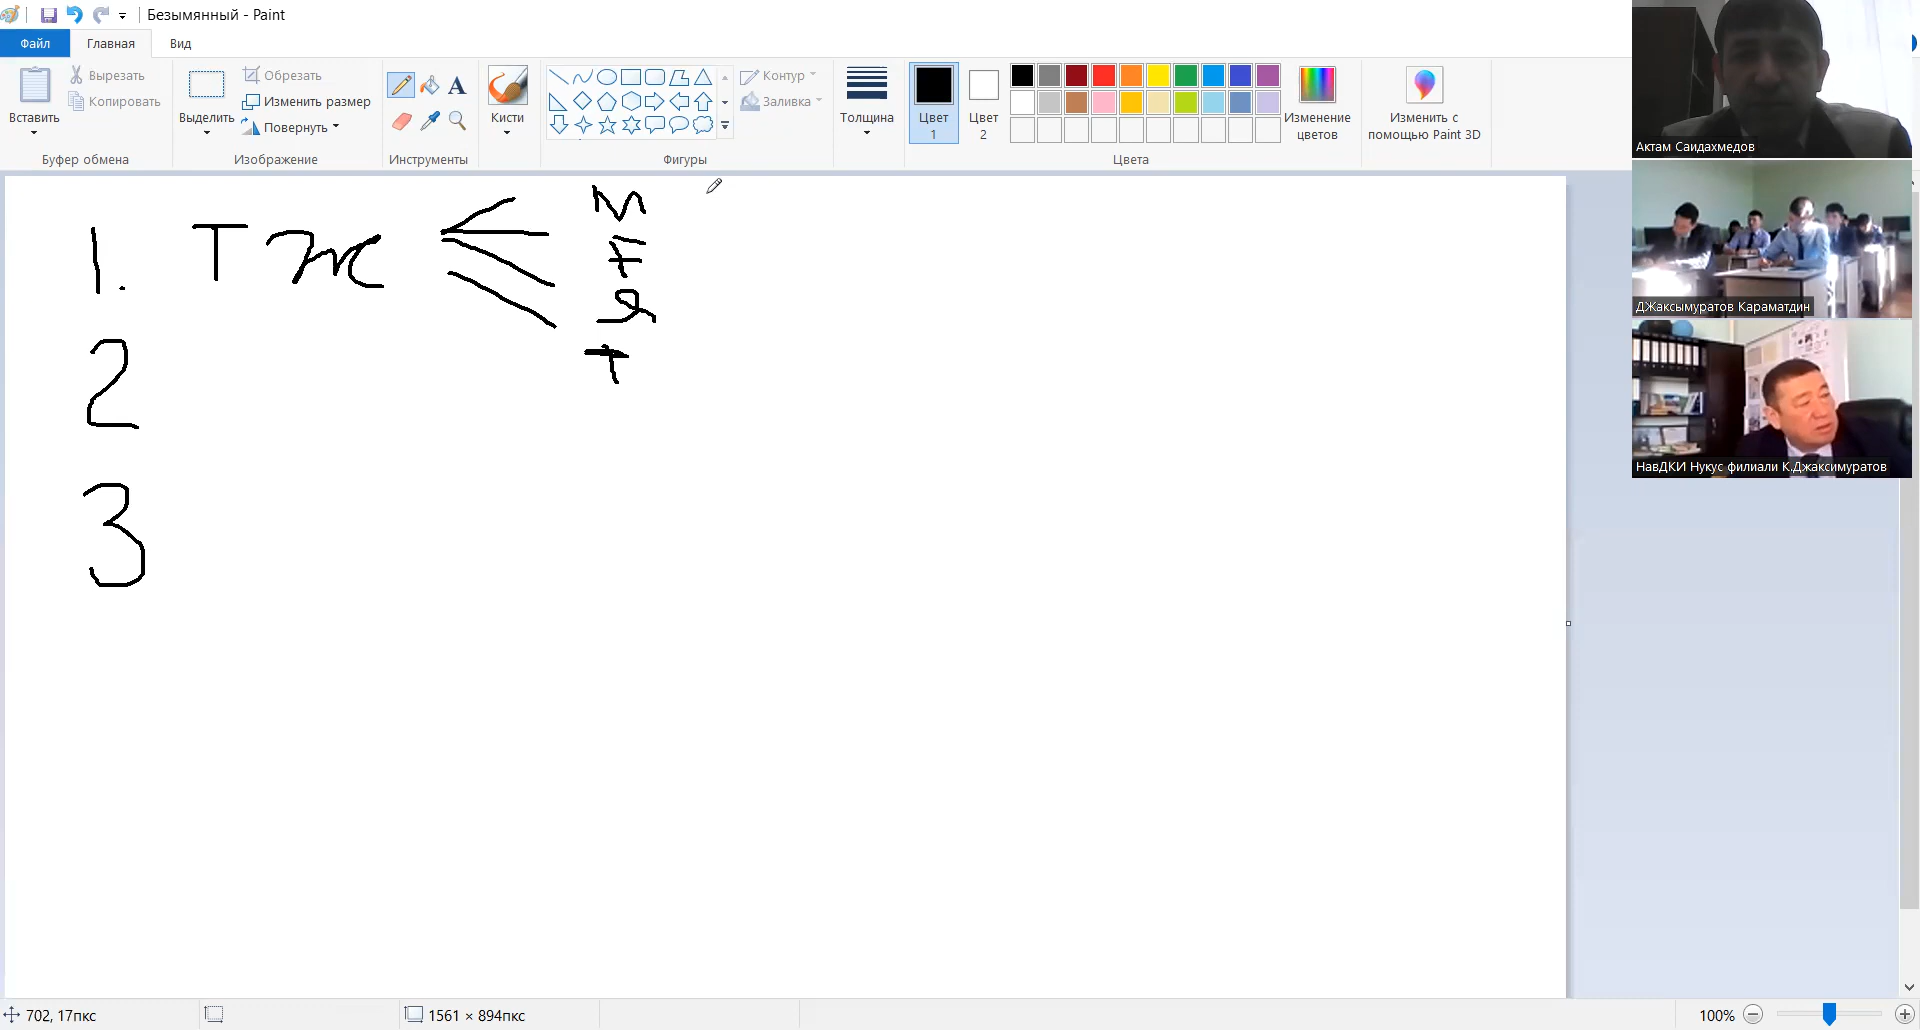 Безымянный - Paint
Файл Главная Вид
Вставить
Вырезать
Копировать
Буфер обмена
Выделить
Обрезать
Изменить размер
Повернуть
Изображение
A
Инструменты
Кисти
Контур
Заливка
Фигуры
Толщина
Цвет 1
Цвет 2
Изменение цветов
Цвета
Изменить с помощью Paint 3D
Актам Саидахмедов
ДЖаксымуратов Караматдин
НавДКИ Нукус филиали К.Джаксимуратов
1. Т Ж
М
Я
Т
2
3
702, 17пкс
1561 × 894пкс
100%